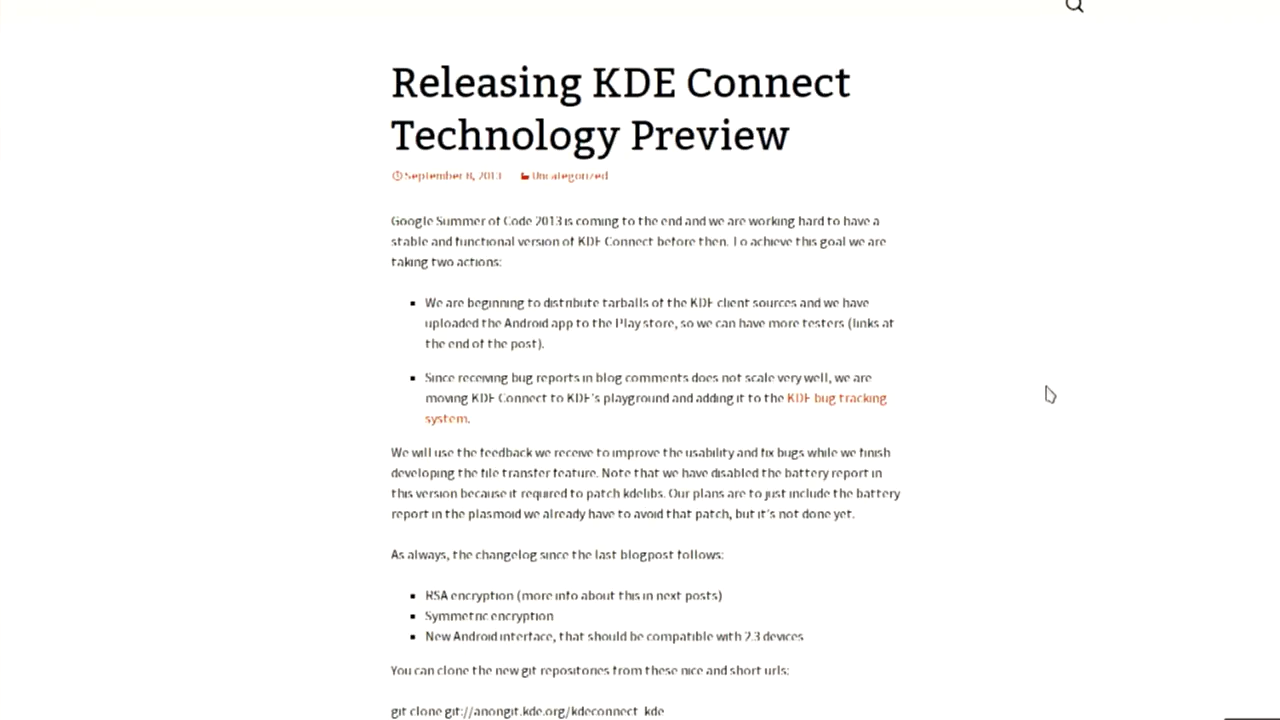 Releasing KDE Connect
Technology Preview
September 8, 2013 Uncategorized
Google Summer of Code 2013 is coming to the end and we are working hard to have a
stable and functional version of KDE Connect before then. To achieve this goal we are
taking two actions:
We are beginning to distribute tarballs of the KDE client sources and we have
uploaded the Android app to the Play store, so we can have more testers (links at
the end of the post).
Since receiving bug reports in blog comments does not scale very well, we are
moving KDE Connect to KDE's playground and adding it to the KDE bug tracking
system.
We will use the feedback we receive to improve the usability and fix bugs while we finish
developing the file transfer feature. Note that we have disabled the battery report in
this version because it required to patch kdelibs. Our plans are to just include the battery
report in the plasmoid we already have to avoid that patch, but it's not done yet.
As always, the changelog since the last blogpost follows:
RSA encryption (more info about this in next posts)
Symmetric encryption
New Android interface, that should be compatible with 2.3 devices
You can clone the new git repositories from these nice and short urls:
git clone git://anongit.kde.org/kdeconnect-kde